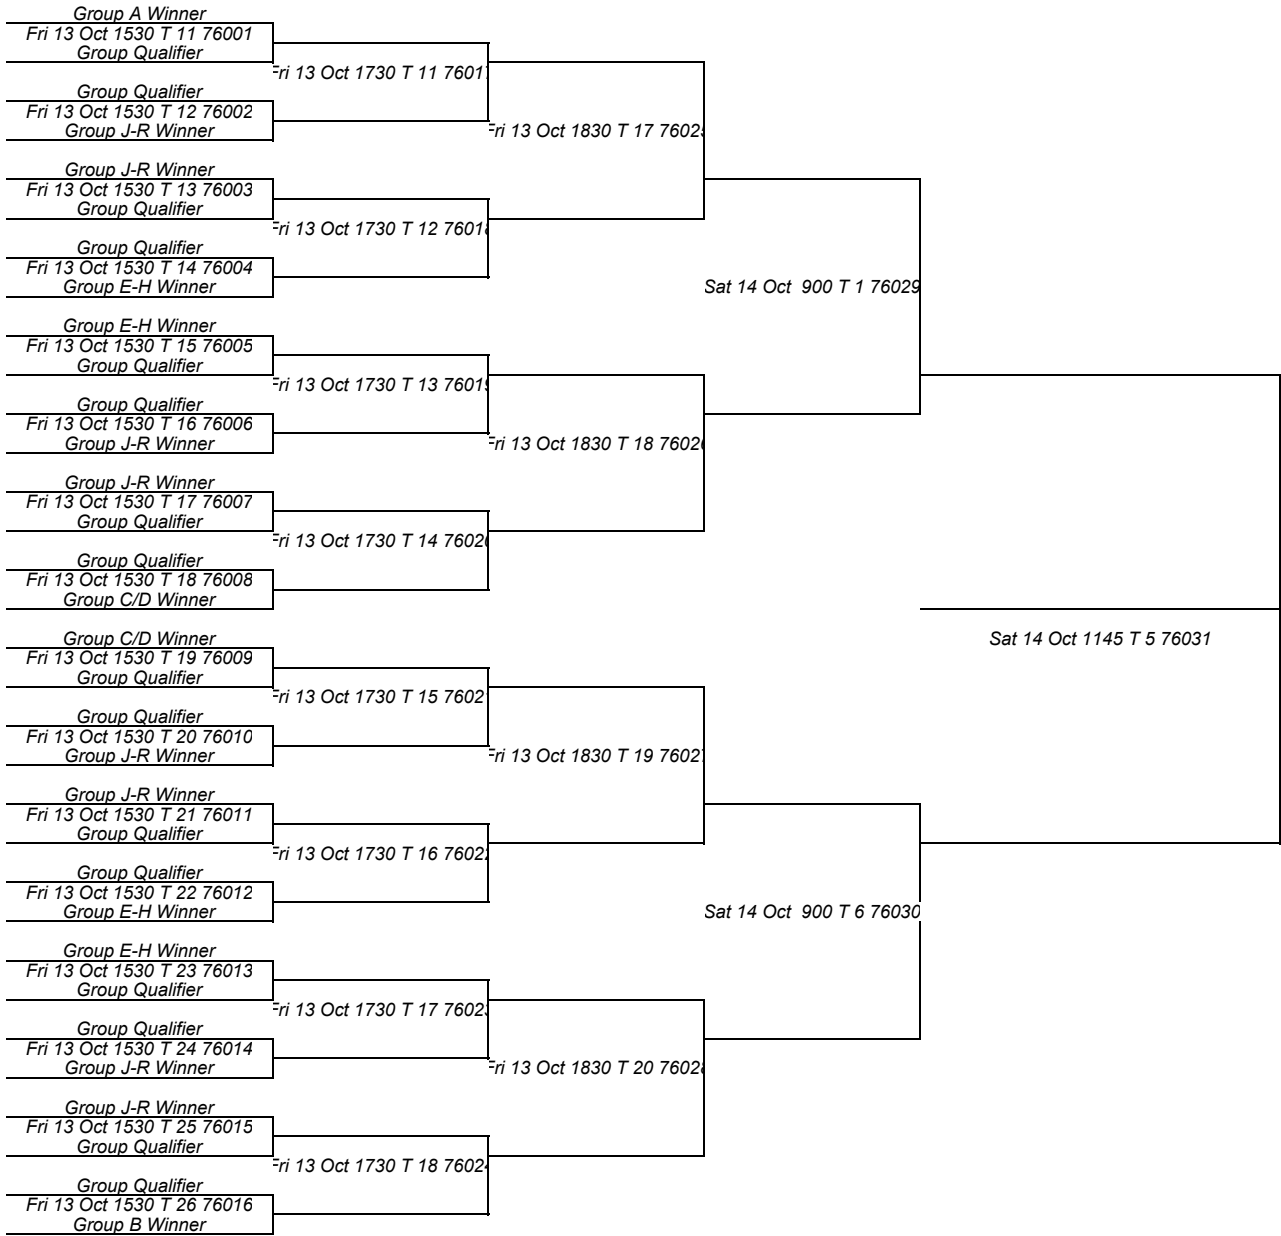 Group A Winner
Fri 13 Oct 1530 T 11 76001
Group Qualifier
Group Qualifier
Fri 13 Oct 1530 T 12 76002
Group J-R Winner
Group J-R Winner
Fri 13 Oct 1530 T 13 76003
Group Qualifier
Group Qualifier
Fri 13 Oct 1530 T 14 76004
Group E-H Winner
Group E-H Winner
Fri 13 Oct 1530 T 15 76005
Group Qualifier
Group Qualifier
Fri 13 Oct 1530 T 16 76006
Group J-R Winner
Group J-R Winner
Fri 13 Oct 1530 T 17 76007
Group Qualifier
Group Qualifier
Fri 13 Oct 1530 T 18 76008
Group C/D Winner
Group C/D Winner
Fri 13 Oct 1530 T 19 76009
Group Qualifier
Group Qualifier
Fri 13 Oct 1530 T 20 76010
Group J-R Winner
Group J-R Winner
Fri 13 Oct 1530 T 21 76011
Group Qualifier
Group Qualifier
Fri 13 Oct 1530 T 22 76012
Group E-H Winner
Group E-H Winner
Fri 13 Oct 1530 T 23 76013
Group Qualifier
Group Qualifier
Fri 13 Oct 1530 T 24 76014
Group J-R Winner
Group J-R Winner
Fri 13 Oct 1530 T 25 76015
Group Qualifier
Group Qualifier
Fri 13 Oct 1530 T 26 76016
Group B Winner
Fri 13 Oct 1730 T 11 76017
Fri 13 Oct 1730 T 12 76018
Fri 13 Oct 1730 T 13 76019
Fri 13 Oct 1730 T 14 76020
Fri 13 Oct 1730 T 15 76021
Fri 13 Oct 1730 T 16 76022
Fri 13 Oct 1730 T 17 76023
Fri 13 Oct 1730 T 18 76024
Fri 13 Oct 1830 T 17 76025
Fri 13 Oct 1830 T 18 76026
Fri 13 Oct 1830 T 19 76027
Fri 13 Oct 1830 T 20 76028
Sat 14 Oct 900 T 1 76029
Sat 14 Oct 900 T 6 76030
Sat 14 Oct 1145 T 5 76031